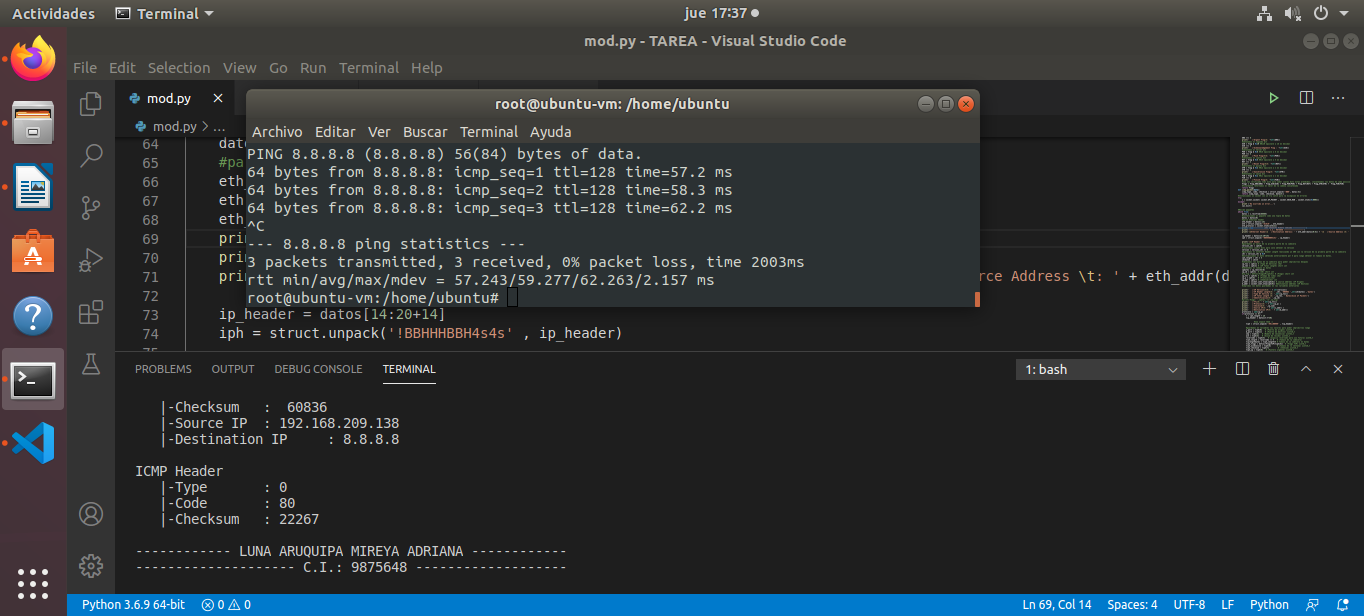 Actividades Terminal jue 17:37
mod.py - TAREA - Visual Studio Code
File Edit Selection View Go Run Terminal Help
mod.py
mod.py > ...
root@ubuntu-vm: /home/ubuntu
Archivo Editar Ver Buscar Terminal Ayuda
PING 8.8.8.8 (8.8.8.8) 56(84) bytes of data.
64 bytes from 8.8.8.8: icmp_seq=1 ttl=128 time=57.2 ms
64 bytes from 8.8.8.8: icmp_seq=2 ttl=128 time=58.3 ms
64 bytes from 8.8.8.8: icmp_seq=3 ttl=128 time=62.2 ms
^C
--- 8.8.8.8 ping statistics ---
3 packets transmitted, 3 received, 0% packet loss, time 2003ms
rtt min/avg/max/mdev = 57.243/59.277/62.263/2.157 ms
root@ubuntu-vm:/home/ubuntu#
64 dat
65 #pa
66 eth
67 eth
68 eth
69 prin
70 prin
71 prin rce Address \t: ' + eth_addr(d
72
73 ip_header = datos[14:20+14]
74 iph = struct.unpack('!BBHHHBBH4s4s' , ip_header)
PROBLEMS OUTPUT DEBUG CONSOLE TERMINAL 1: bash
|-Checksum : 60836
|-Source IP : 192.168.209.138
|-Destination IP : 8.8.8.8
ICMP Header
|-Type : 0
|-Code : 80
|-Checksum : 22267
------------ LUNA ARUQUIPA MIREYA ADRIANA ------------
-------------------- C.I.: 9875648 -------------------
Python 3.6.9 64-bit 0 0 Ln 69, Col 14 Spaces: 4 UTF-8 LF Python